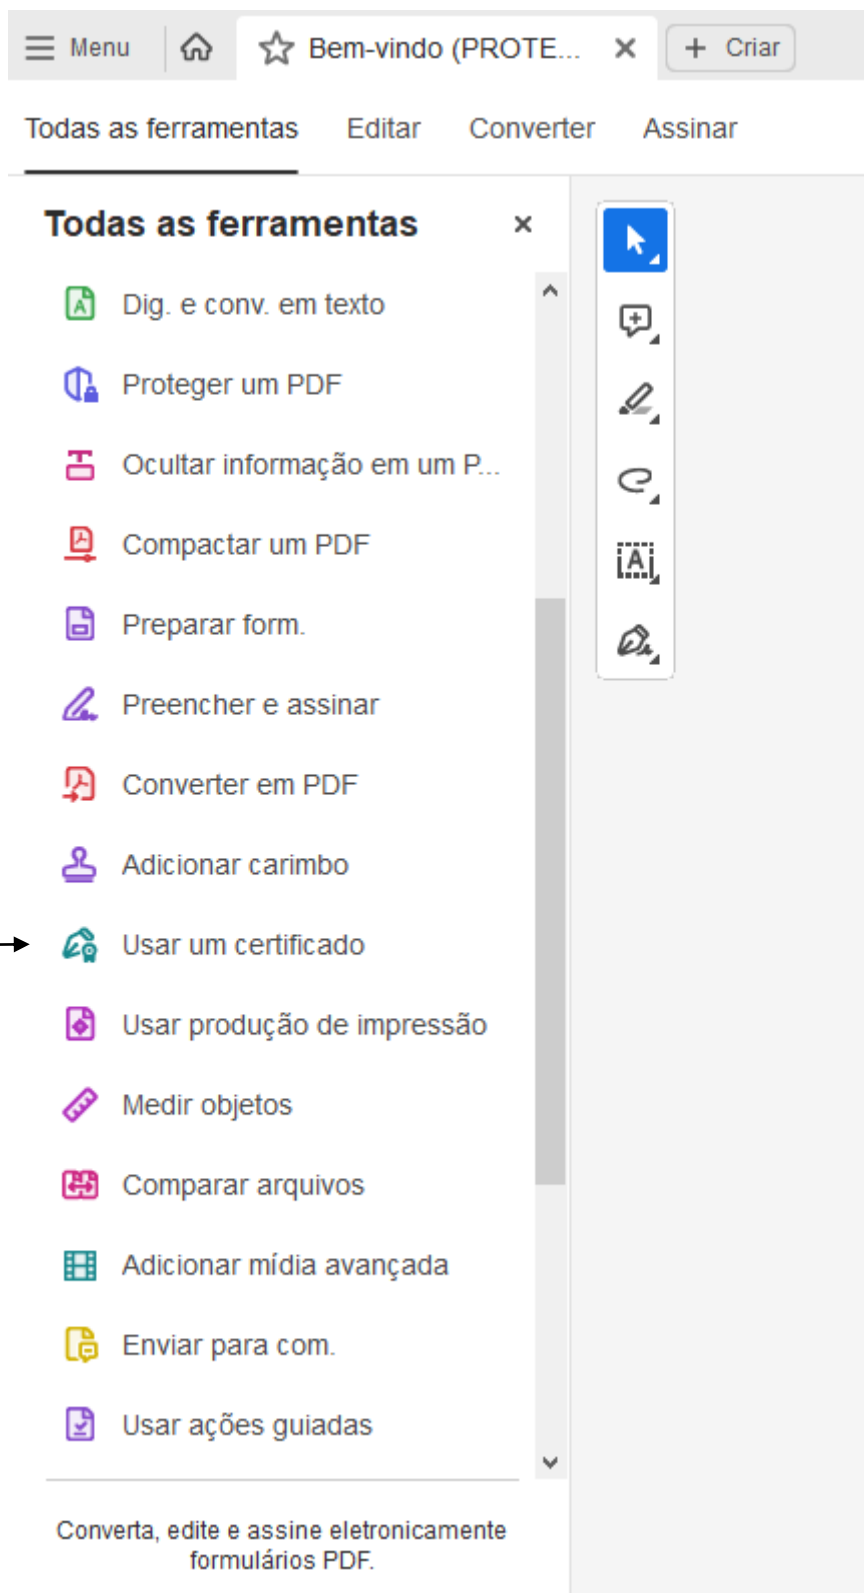 Menu
Bem-vindo (PROTE...
+ Criar
Todas as ferramentas
Editar
Converter
Assinar
Todas as ferramentas
Dig. e conv. em texto
Proteger um PDF
Ocultar informação em um P...
Compactar um PDF
Preparar form.
Preencher e assinar
Converter em PDF
Adicionar carimbo
Usar um certificado
Usar produção de impressão
Medir objetos
Comparar arquivos
Adicionar mídia avançada
Enviar para com.
Usar ações guiadas
Converta, edite e assine eletronicamente
formulários PDF.